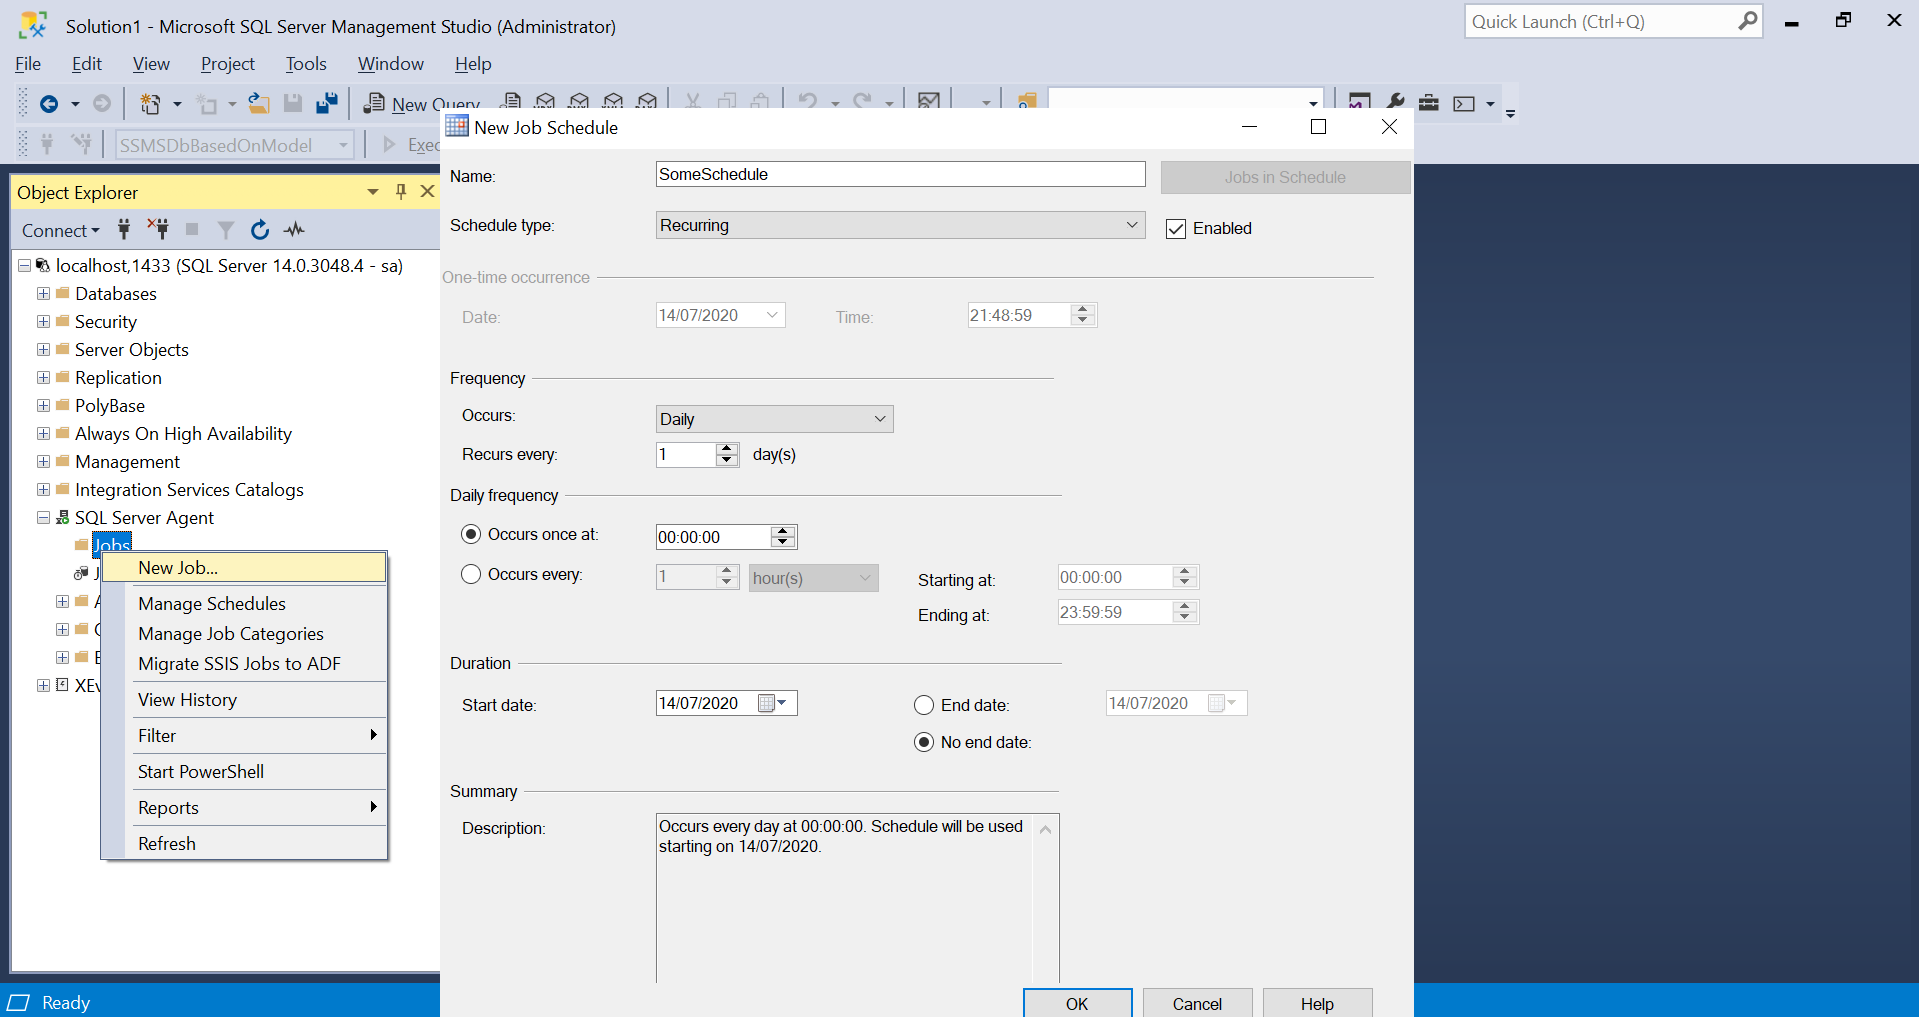 Solution1 - Microsoft SQL Server Management Studio (Administrator)
Quick Launch (Ctrl+Q)
File Edit View Project Tools Window Help
New Query
SSMSDbBasedOnModel
Exec
Object Explorer
Connect
localhost,1433 (SQL Server 14.0.3048.4 - sa)
Databases
Security
Server Objects
Replication
PolyBase
Always On High Availability
Management
Integration Services Catalogs
SQL Server Agent
Jobs
New Job...
Manage Schedules
Manage Job Categories
Migrate SSIS Jobs to ADF
View History
Filter
Start PowerShell
Reports
Refresh
J
A
XEv
New Job Schedule
Name: SomeSchedule Jobs in Schedule
Schedule type: Recurring Enabled
One-time occurrence
Date: 14/07/2020 Time: 21:48:59
Frequency
Occurs: Daily
Recurs every: 1 day(s)
Daily frequency
Occurs once at: 00:00:00
Occurs every: 1 hour(s) Starting at: 00:00:00
Ending at: 23:59:59
Duration
Start date: 14/07/2020 End date: 14/07/2020
No end date:
Summary
Description: Occurs every day at 00:00:00. Schedule will be used
starting on 14/07/2020.
OK Cancel Help
Ready